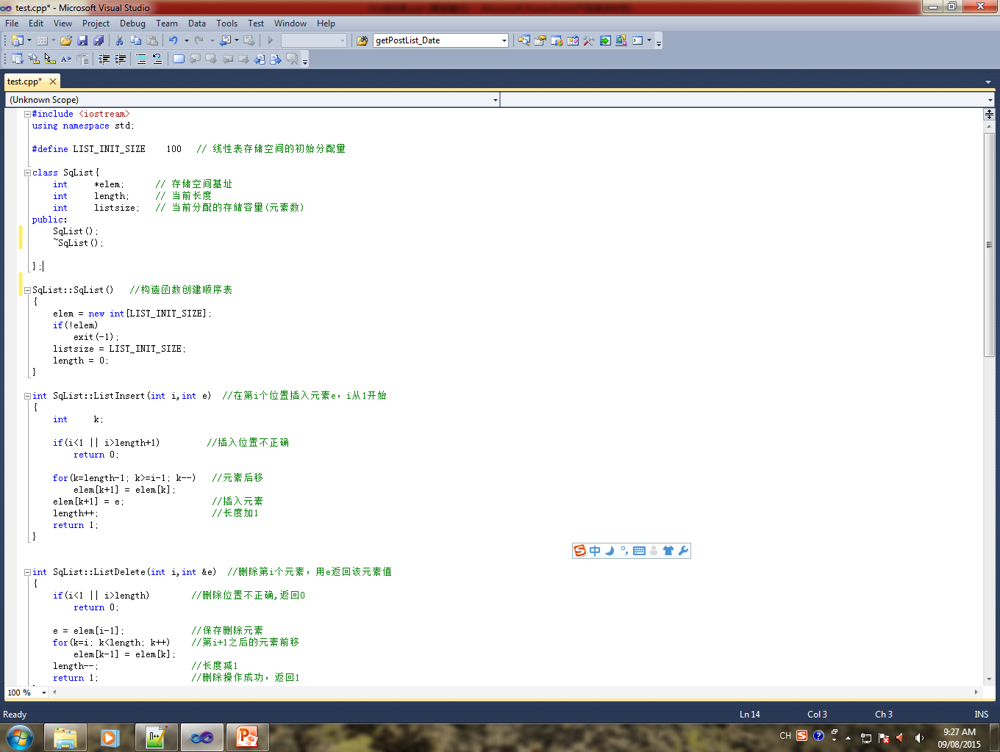 test.cpp* - Microsoft Visual Studio
File Edit View Project Debug Team Data Tools Test Window Help
getPostList_Date
test.cpp*
(Unknown Scope)
#include <iostream>
using namespace std;
#define LIST_INIT_SIZE 100 // 线性表存储空间的初始分配量
class SqList{
int *elem; // 存储空间基址
int length; // 当前长度
int listsize; // 当前分配的存储容量(元素数)
public:
SqList();
~SqList();
};
SqList::SqList() //构造函数创建顺序表
{
elem = new int[LIST_INIT_SIZE];
if(!elem)
exit(-1);
listsize = LIST_INIT_SIZE;
length = 0;
}
int SqList::ListInsert(int i,int e) //在第i个位置插入元素e，i从1开始
{
int k;
if(i<1 || i>length+1) //插入位置不正确
return 0;
for(k=length-1; k>=i-1; k--) //元素后移
elem[k+1] = elem[k];
elem[k+1] = e; //插入元素
length++; //长度加1
return 1;
}
中
int SqList::ListDelete(int i,int &e) //删除第i个元素，用e返回该元素值
{
if(i<1 || i>length) //删除位置不正确,返回0
return 0;
e = elem[i-1]; //保存删除元素
for(k=i; k<length; k++) //第i+1之后的元素前移
elem[k-1] = elem[k];
length--; //长度减1
return 1; //删除操作成功，返回1
100 %
Ready Ln 14 Col 3 Ch 3 INS
CH 9:27 AM
09/08/2015